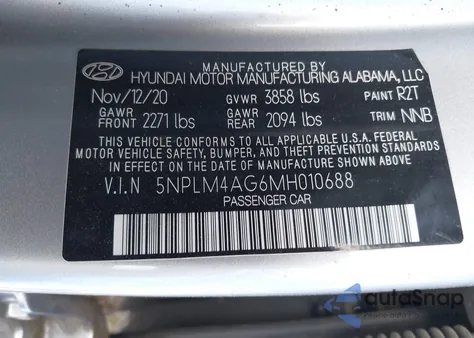 MANUFACTURED BY
HYUNDAI MOTOR MANUFACTURING ALABAMA, LLC
Nov/12/20 GVWR 3858 lbs PAINT R2T
GAWR FRONT 2271 lbs GAWR REAR 2094 lbs TRIM NNB
THIS VEHICLE CONFORMS TO ALL APPLICABLE U.S.A FEDERAL
MOTOR VEHICLE SAFETY, BUMPER, AND THEFT PREVENTION STANDARDS
IN EFFECT ON THE DATE OF MANUFACTURE SHOWN ABOVE.
V.I.N 5NPLM4AG6MH010688
PASSENGER CAR
autoSnap